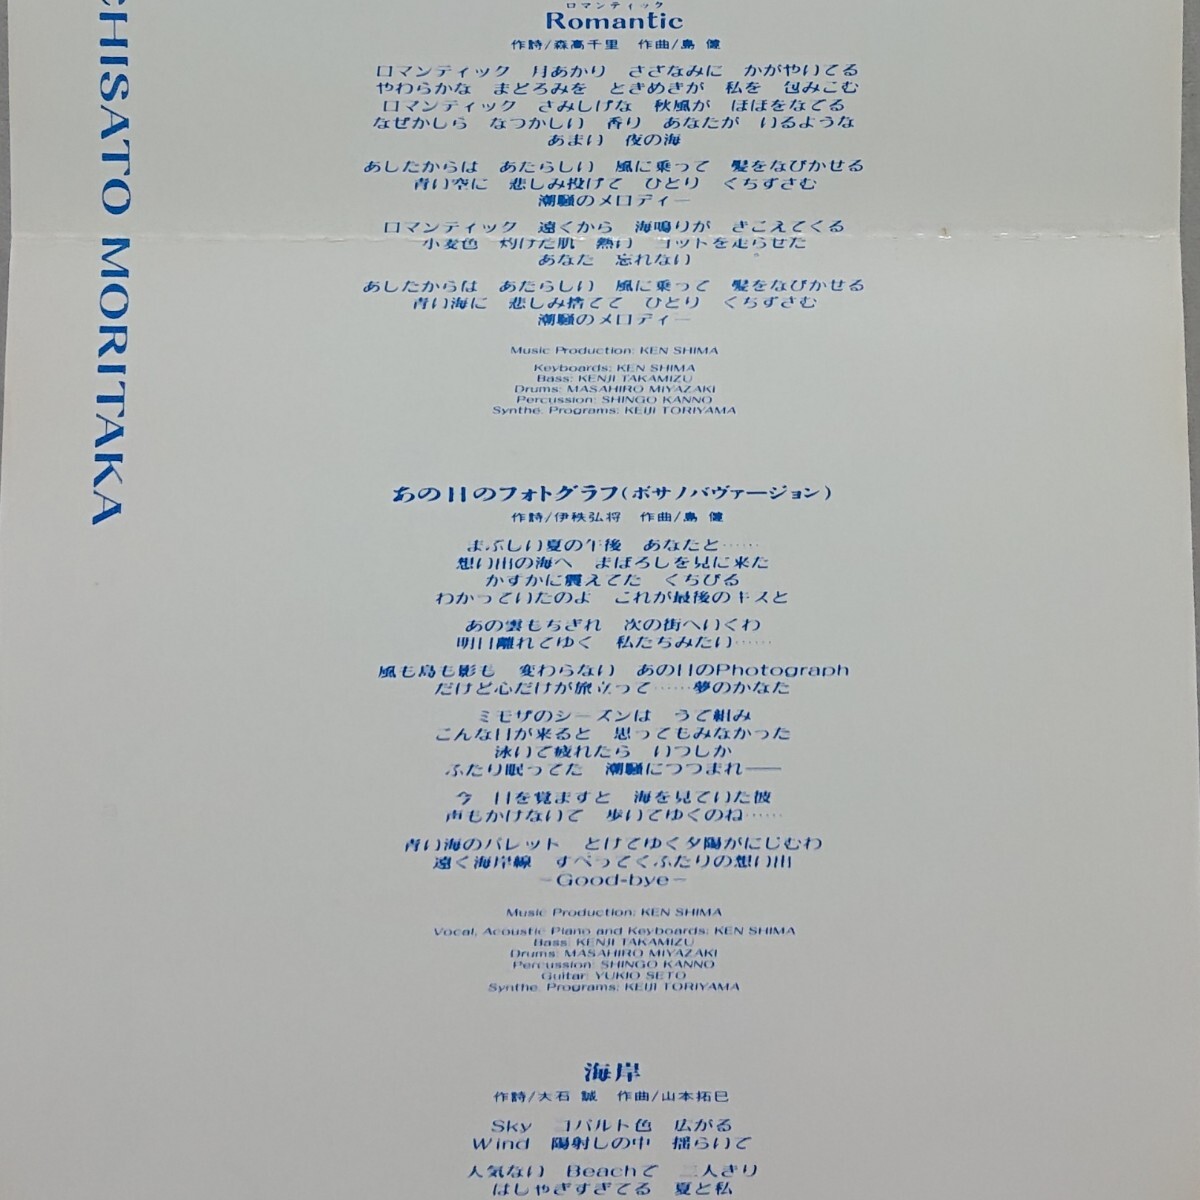 CHISATO MORITAKA
ロマンティック
Romantic
作詩/森高千里 作曲/島 健
ロマンティック 月あかり さざなみに かがやいてる
やわらかな まどろみを ときめきが 私を 包みこむ
ロマンティック さみしげな 秋風が ほほをなでる
なぜかしら なつかしい 香り あなたが いるような
あまい 夜の海
あしたからは あたらしい 風に乗って 髪をなびかせる
青い空に 悲しみ投げて ひとり くちずさむ
潮騒のメロディー
ロマンティック 遠くから 海鳴りが きこえてくる
小麦色 灼けた肌 熱い ヨットを走らせた
あなた 忘れない
あしたからは あたらしい 風に乗って 髪をなびかせる
青い海に 悲しみ捨てて ひとり くちずさむ
潮騒のメロディー
Music Production: KEN SHIMA
Keyboards: KEN SHIMA
Bass: KENJI TAKAMIZU
Drums: MASAHIRO MIYAZAKI
Percussion: SHINGO KANNO
Synthe. Programs: KEIJI TORIYAMA
あの日のフォトグラフ(ボサノバヴァージョン)
作詩/伊秩弘将 作曲/島 健
まぶしい夏の午後 あなたと……
想い出の海へ まぼろしを見に来た
かすかに震えてた くちびる
わかっていたのよ これが最後のキスと
あの雲もちぎれ 次の街へいくわ
明日離れてゆく 私たちみたい……
風も島も影も 変わらない あの日のPhotograph
だけど心だけが旅立って……夢のかなた
ミモザのシーズンは うで組み
こんな日が来ると 思ってもみなかった
泳いで疲れたら いつしか
ふたり眠ってた 潮騒につつまれ——
今 目を覚ますと 海を見ていた彼
声もかけないで 歩いてゆくのね……
青い海のパレット とけてゆく夕陽がにじむわ
遠く海岸線 すべってくふたりの想い出
~Good-bye~
Music Production: KEN SHIMA
Vocal, Acoustic Piano and Keyboards: KEN SHIMA
Bass: KENJI TAKAMIZU
Drums: MASAHIRO MIYAZAKI
Percussion: SHINGO KANNO
Guitar: YUKIO SETO
Synthe. Programs: KEIJI TORIYAMA
海岸
作詩/大石 誠 作曲/山本拓巳
Sky コバルト色 広がる
Wind 陽射しの中 揺らいで
人気ない Beachで 二人きり
はしゃぎすぎてる 夏と私